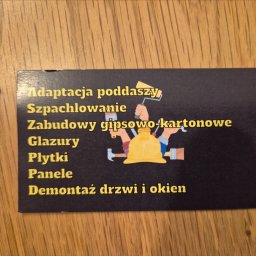 Adaptacja poddaszy
Szpachlowanie
Zabudowy gipsowo-kartonowe
Glazury
Płytki
Panele
Demontaż drzwi i okien